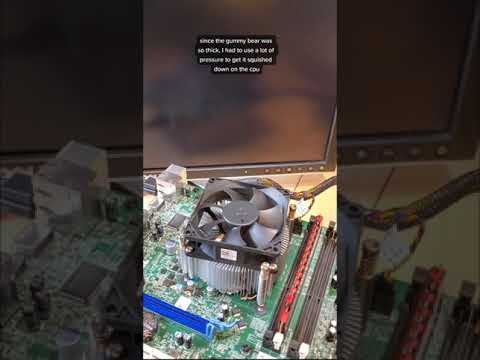 since the gummy bear was
so thick, I had to use a lot of
pressure to get it squished
down on the cpu